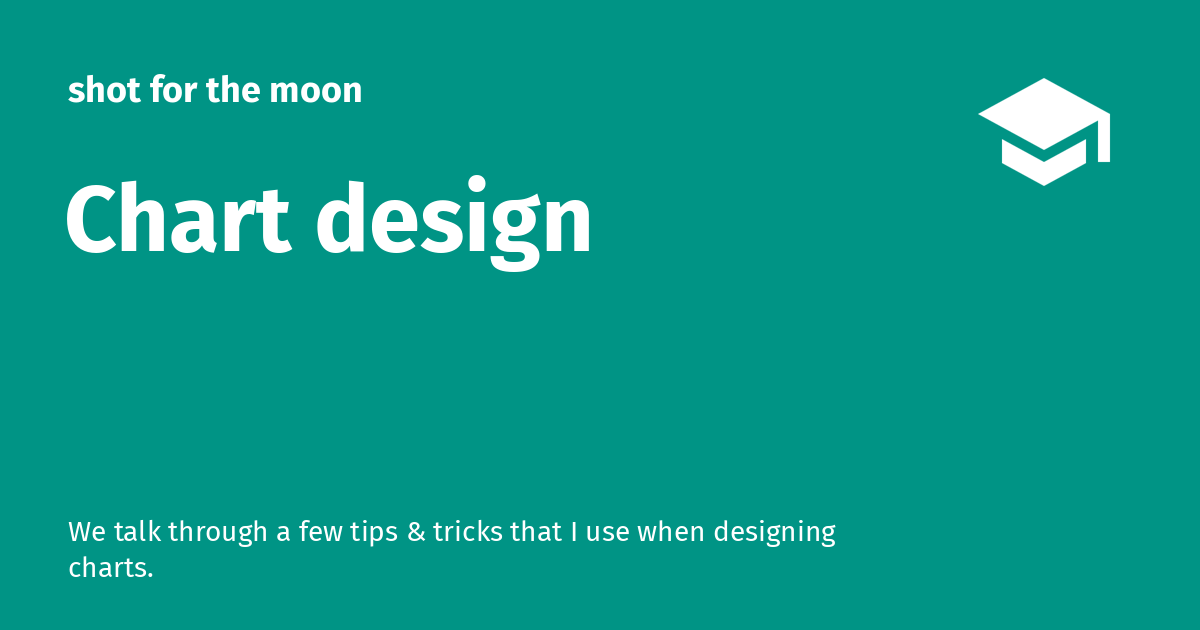 shot for the moon
Chart design
We talk through a few tips & tricks that I use when designing
charts.